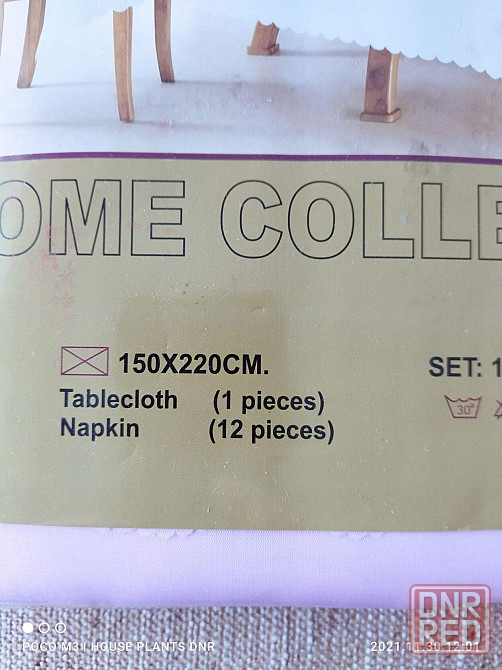 OME COLLE
150X220CM.
SET: 1
Tablecloth (1 pieces)
Napkin (12 pieces)
30°
DNR
RED
POCO M3 | HOUSE PLANTS DNR
2021.11.30 12:01